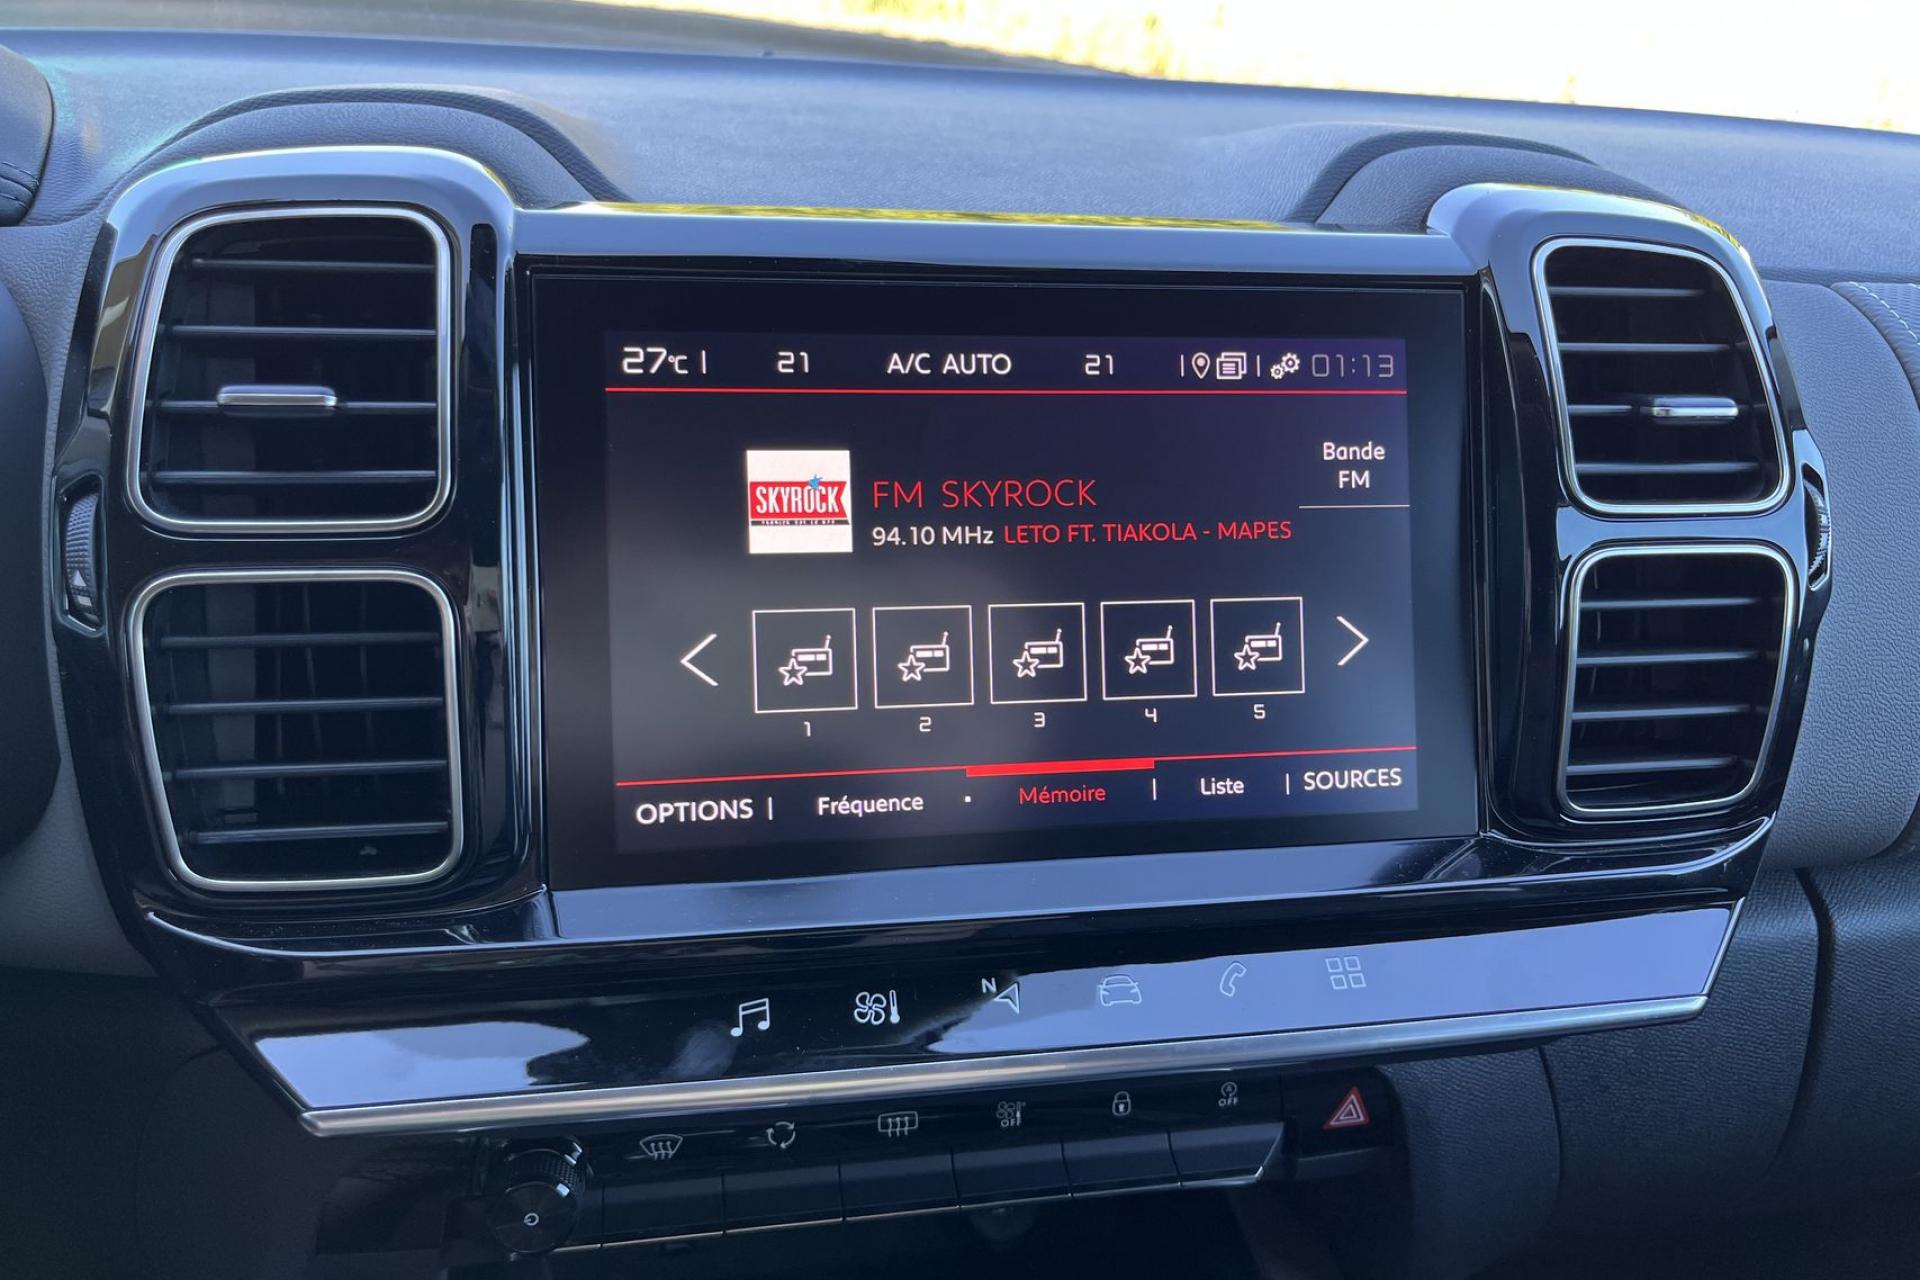 27°C 21 A/C AUTO 21 01:13
Bande
FM
SKYROCK
FM SKYROCK
94.10 MHz LETO FT. TIAKOLA - MAPES
1 2 3 4 5
OPTIONS Fréquence Mémoire Liste SOURCES
N
OFF
A
OFF